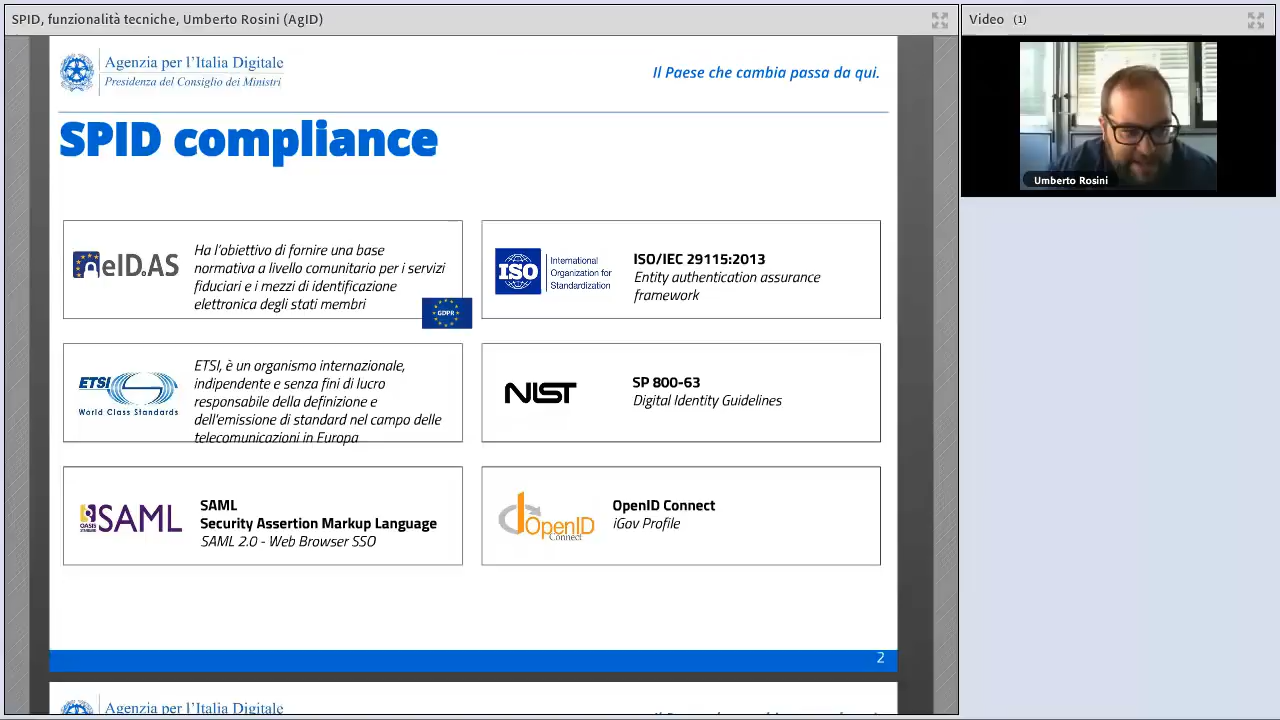 SPID, funzionalità tecniche, Umberto Rosini (AgID)
Video (1)
Agenzia per l'Italia Digitale
Presidenza del Consiglio dei Ministri
Il Paese che cambia passa da qui.
Umberto Rosini
SPID compliance
eID.AS
Ha l'obiettivo di fornire una base
normativa a livello comunitario per i servizi
fiduciari e i mezzi di identificazione
elettronica degli stati membri
GDPR
ISO
International
Organization for
Standardization
ISO/IEC 29115:2013
Entity authentication assurance
framework
ETSI
World Class Standards
ETSI, è un organismo internazionale,
indipendente e senza fini di lucro
responsabile della definizione e
dell'emissione di standard nel campo delle
telecomunicazioni in Europa
NIST
SP 800-63
Digital Identity Guidelines
OASIS
STANDARD
SAML
SAML
Security Assertion Markup Language
SAML 2.0 - Web Browser SSO
OpenID
Connect
OpenID Connect
iGov Profile
2
Agenzia per l'Italia Digitale